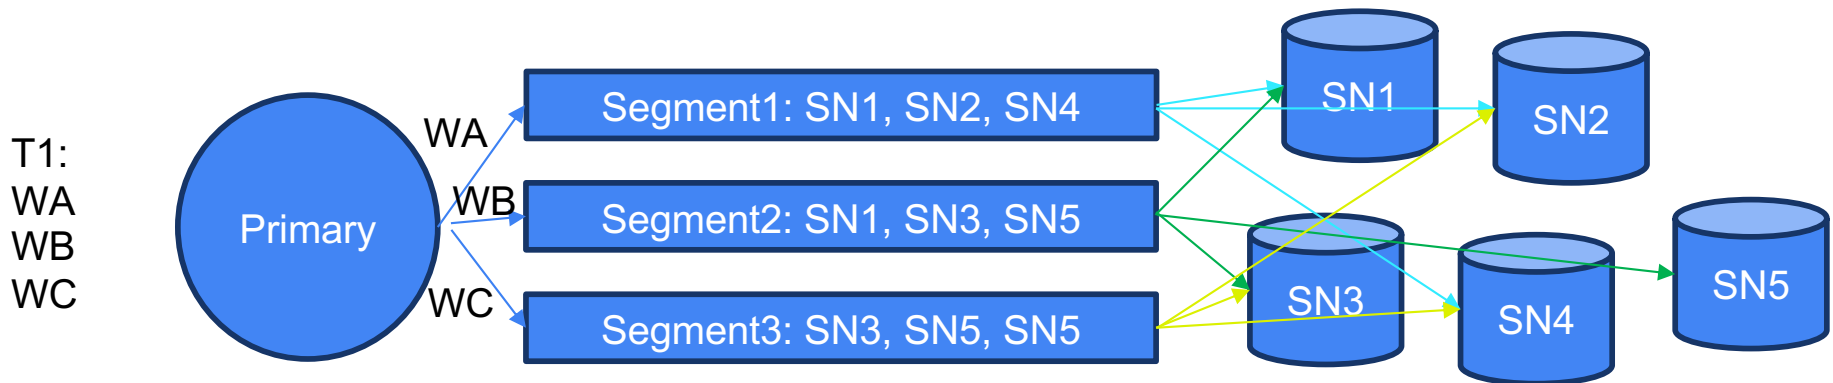 T1:
WA
WB
WC
Primary
WA
WB
WC
Segment1: SN1, SN2, SN4
Segment2: SN1, SN3, SN5
Segment3: SN3, SN5, SN5
SN1
SN2
SN3
SN4
SN5